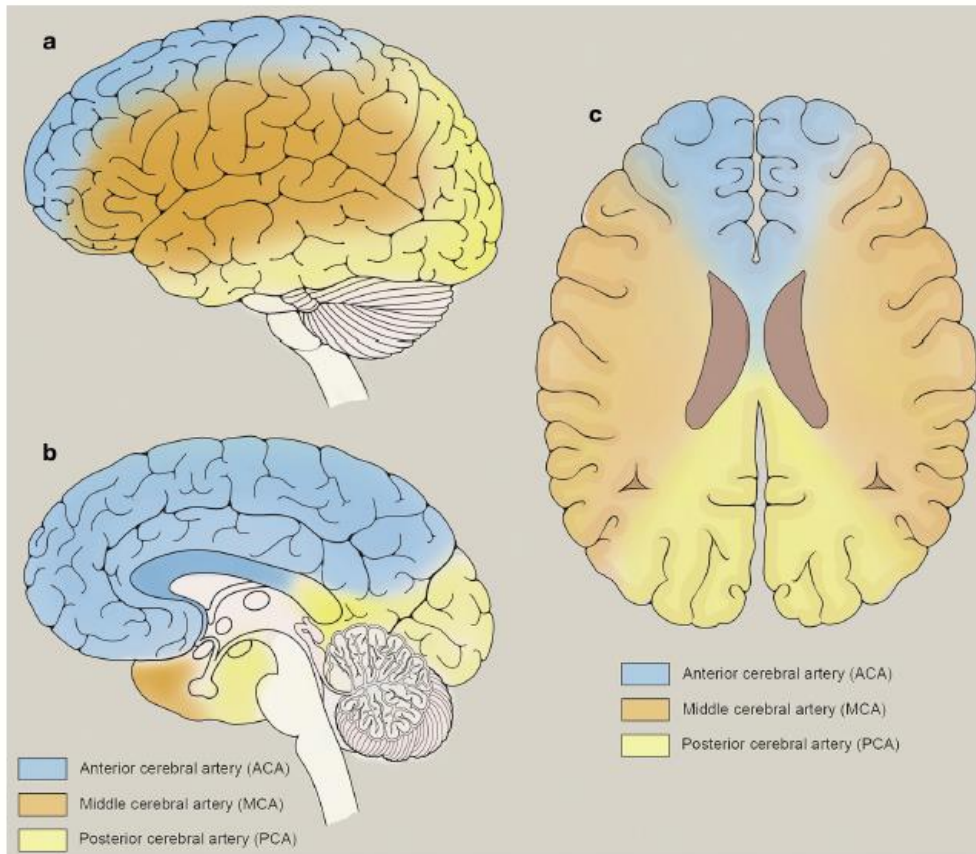 a
b
Anterior cerebral artery (ACA)
Middle cerebral artery (MCA)
Posterior cerebral artery (PCA)
c
Anterior cerebral artery (ACA)
Middle cerebral artery (MCA)
Posterior cerebral artery (PCA)